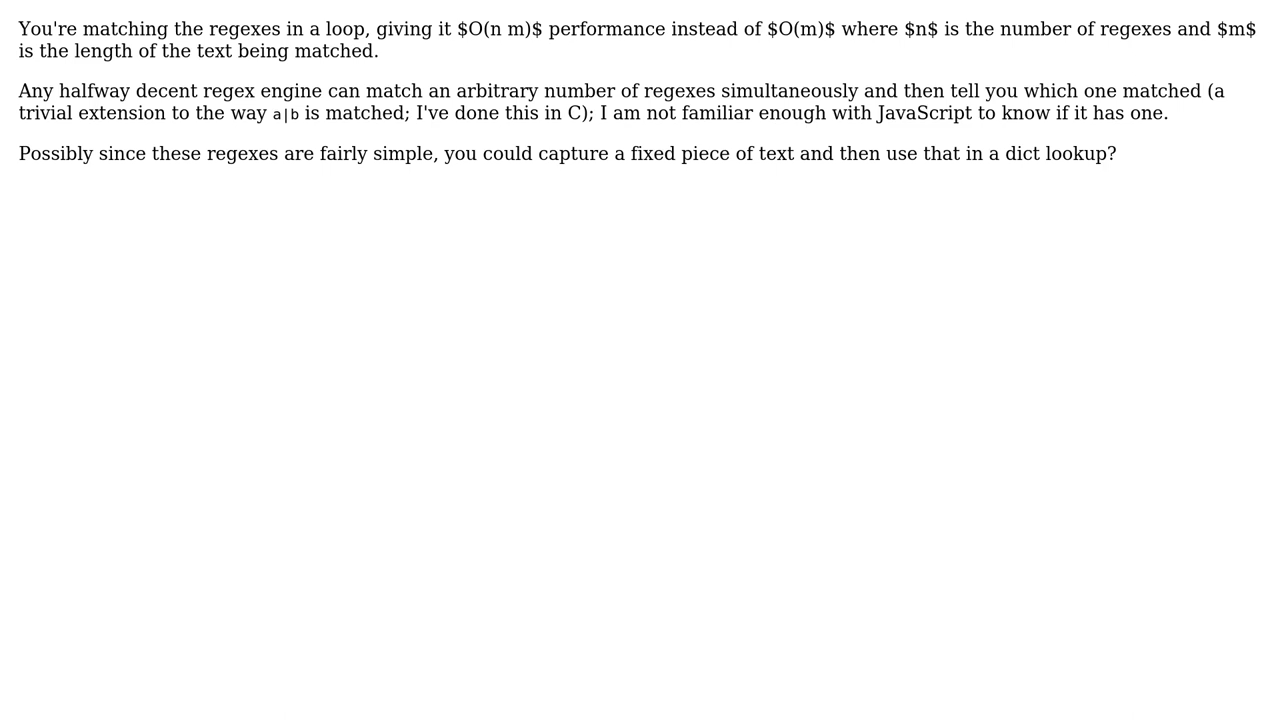 You're matching the regexes in a loop, giving it $O(n m)$ performance instead of $O(m)$ where $n$ is the number of regexes and $m$
is the length of the text being matched.
Any halfway decent regex engine can match an arbitrary number of regexes simultaneously and then tell you which one matched (a
trivial extension to the way a|b is matched; I've done this in C); I am not familiar enough with JavaScript to know if it has one.
Possibly since these regexes are fairly simple, you could capture a fixed piece of text and then use that in a dict lookup?